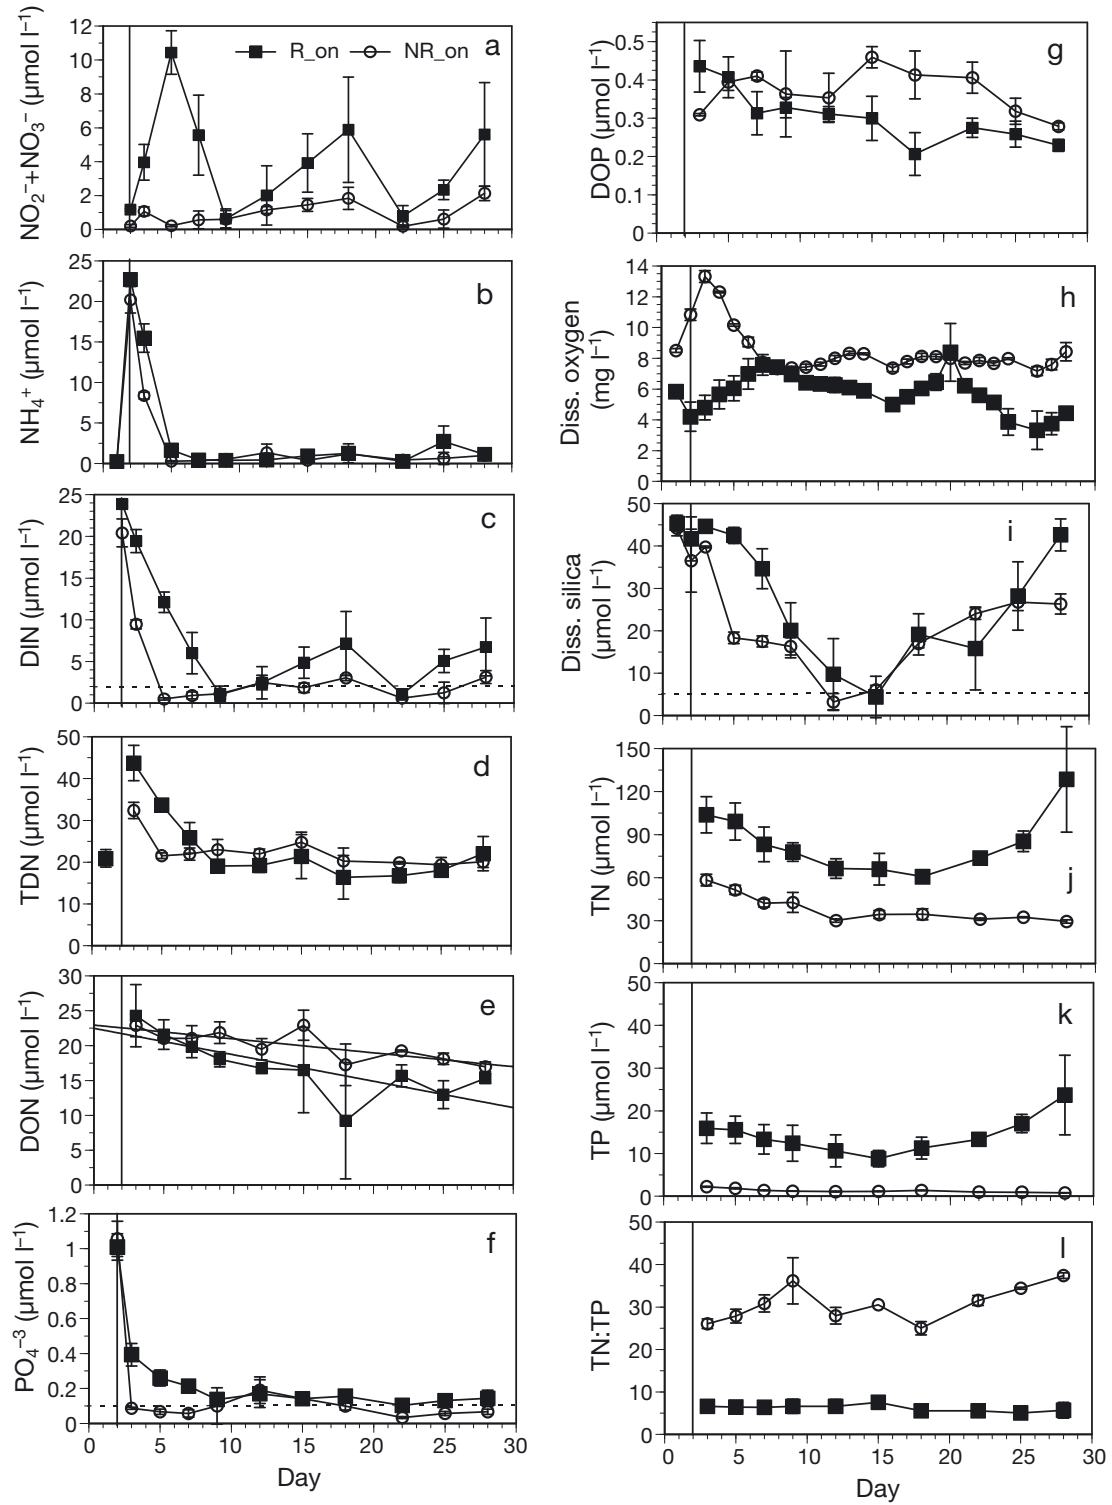 a
R_on NR_on
NO₂⁻+NO₃⁻ (µmol l⁻¹)
12
10
8
6
4
2
0
b
NH₄⁺ (µmol l⁻¹)
25
20
15
10
5
0
c
DIN (µmol l⁻¹)
25
20
15
10
5
0
d
TDN (µmol l⁻¹)
50
40
30
20
10
0
e
DON (µmol l⁻¹)
30
25
20
15
10
5
0
f
PO₄⁻³ (µmol l⁻¹)
1.2
1
0.8
0.6
0.4
0.2
0
0 5 10 15 20 25 30
Day
g
DOP (µmol l⁻¹)
0.5
0.4
0.3
0.2
0.1
0
h
Diss. oxygen
(mg l⁻¹)
14
12
10
8
6
4
2
0
i
Diss. silica
(µmol l⁻¹)
50
40
30
20
10
0
j
TN (µmol l⁻¹)
150
120
90
60
30
0
k
TP (µmol l⁻¹)
50
40
30
20
10
0
l
TN:TP
50
40
30
20
10
0
0 5 10 15 20 25 30
Day